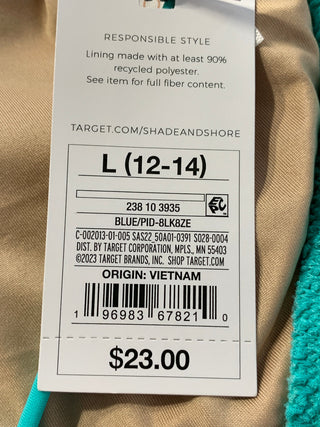 RESPONSIBLE STYLE
Lining made with at least 90%
recycled polyester.
See item for full fiber content.
TARGET.COM/SHADEANDSHORE
L (12-14)
238 10 3935
BLUE/PID-8LK8ZE
C-002013-01-005 SAS22_50A01-0391 S028-0004
DIST. BY TARGET CORPORATION, MPLS., MN 55403
©2023 TARGET BRANDS, INC. SHOP TARGET.COM
ORIGIN: VIETNAM
1 96983 67821 0
$23.00